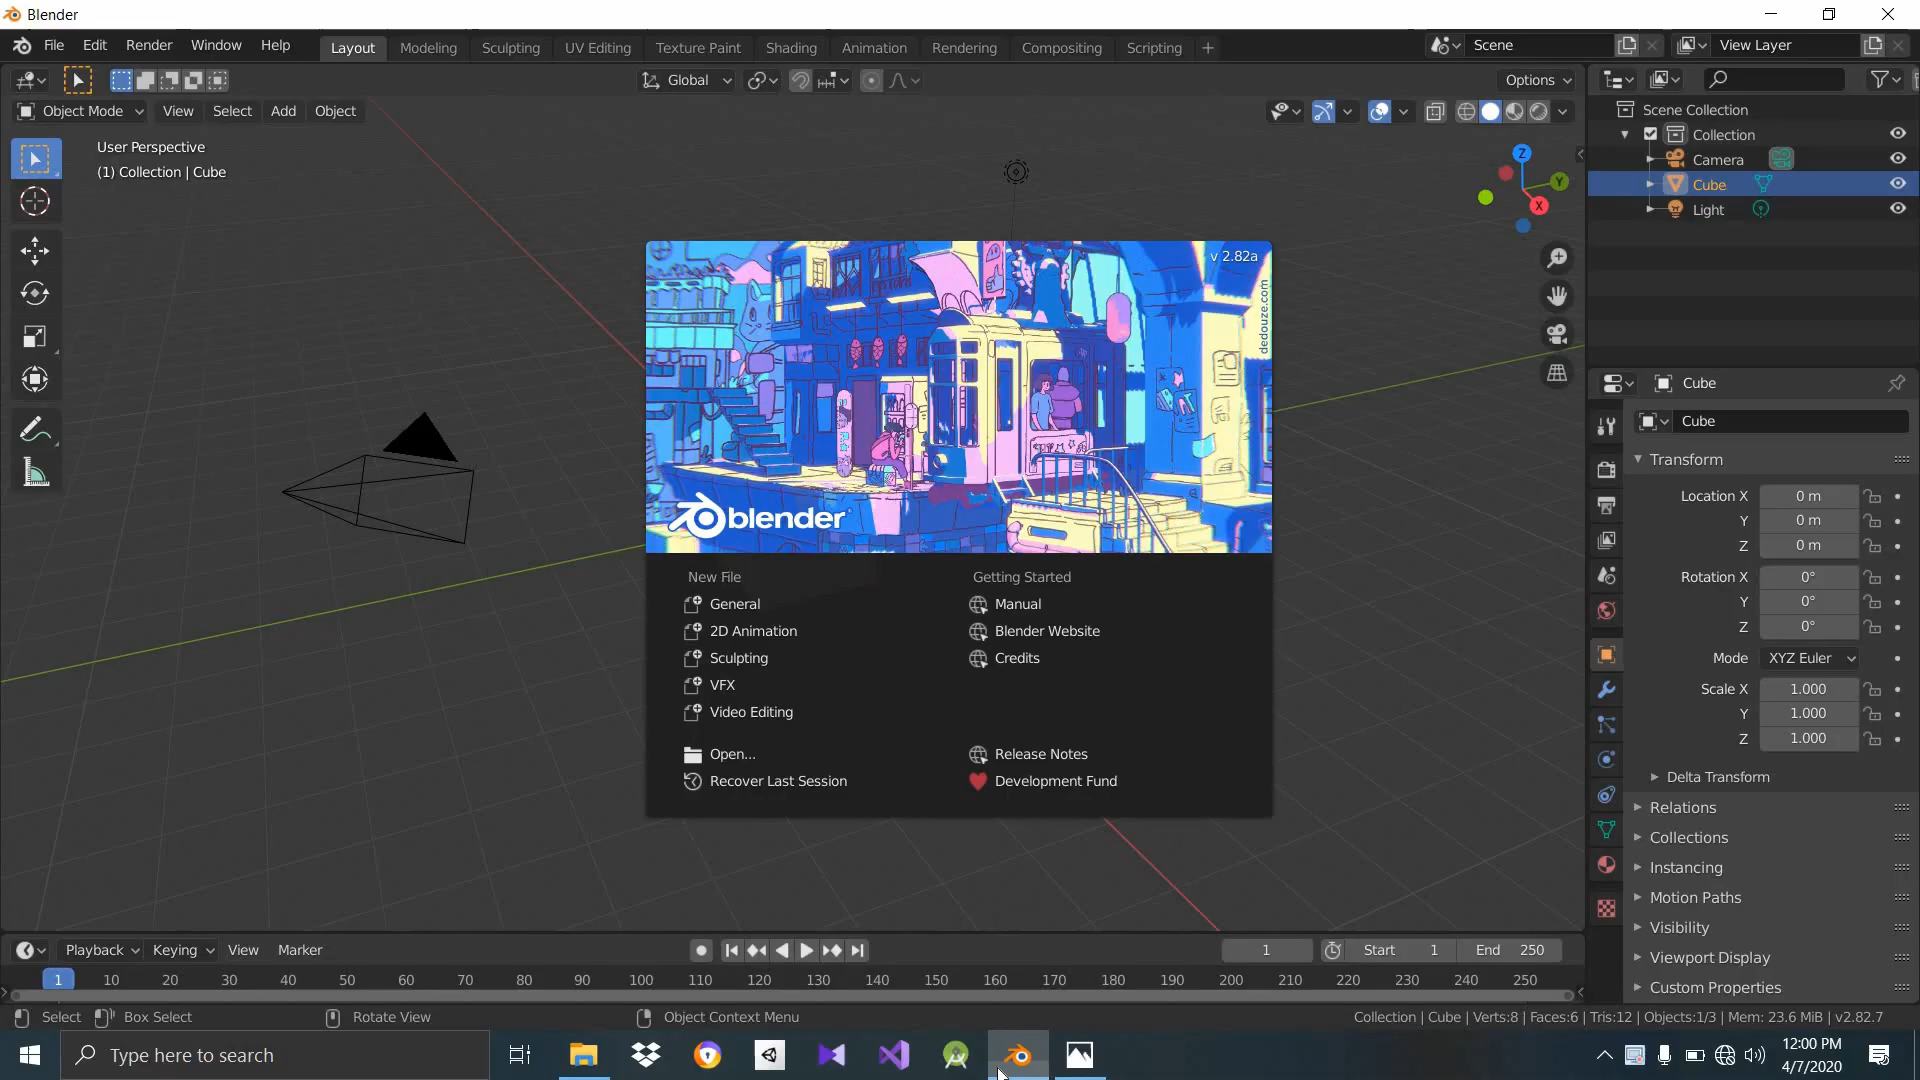 Blender
File Edit Render Window Help Layout Modeling Sculpting UV Editing Texture Paint Shading Animation Rendering Compositing Scripting + Scene View Layer
Global Options
Object Mode View Select Add Object
User Perspective
(1) Collection | Cube
Z
Y
X
Scene Collection
Collection
Camera
Cube
Light
v 2.82a
dedouze.com
blender
New File
General
2D Animation
Sculpting
VFX
Video Editing
Open...
Recover Last Session
Getting Started
Manual
Blender Website
Credits
Release Notes
Development Fund
Cube
Cube
Transform
Location X 0 m
Y 0 m
Z 0 m
Rotation X 0°
Y 0°
Z 0°
Mode XYZ Euler
Scale X 1.000
Y 1.000
Z 1.000
Delta Transform
Relations
Collections
Instancing
Motion Paths
Visibility
Viewport Display
Custom Properties
Playback Keying View Marker 1 Start 1 End 250
1 10 20 30 40 50 60 70 80 90 100 110 120 130 140 150 160 170 180 190 200 210 220 230 240 250
Select Box Select Rotate View Object Context Menu Collection | Cube | Verts:8 | Faces:6 | Tris:12 | Objects:1/3 | Mem: 23.6 MiB | v2.82.7
Type here to search
12:00 PM
4/7/2020